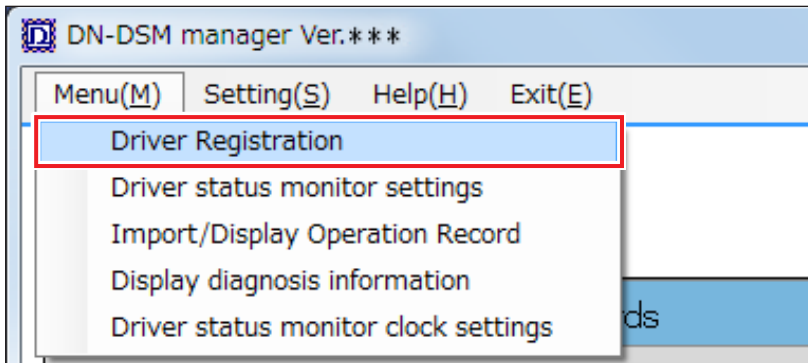 DN-DSM manager Ver.***
Menu(M) Setting(S) Help(H) Exit(E)
Driver Registration
Driver status monitor settings
Import/Display Operation Record
Display diagnosis information
Driver status monitor clock settings